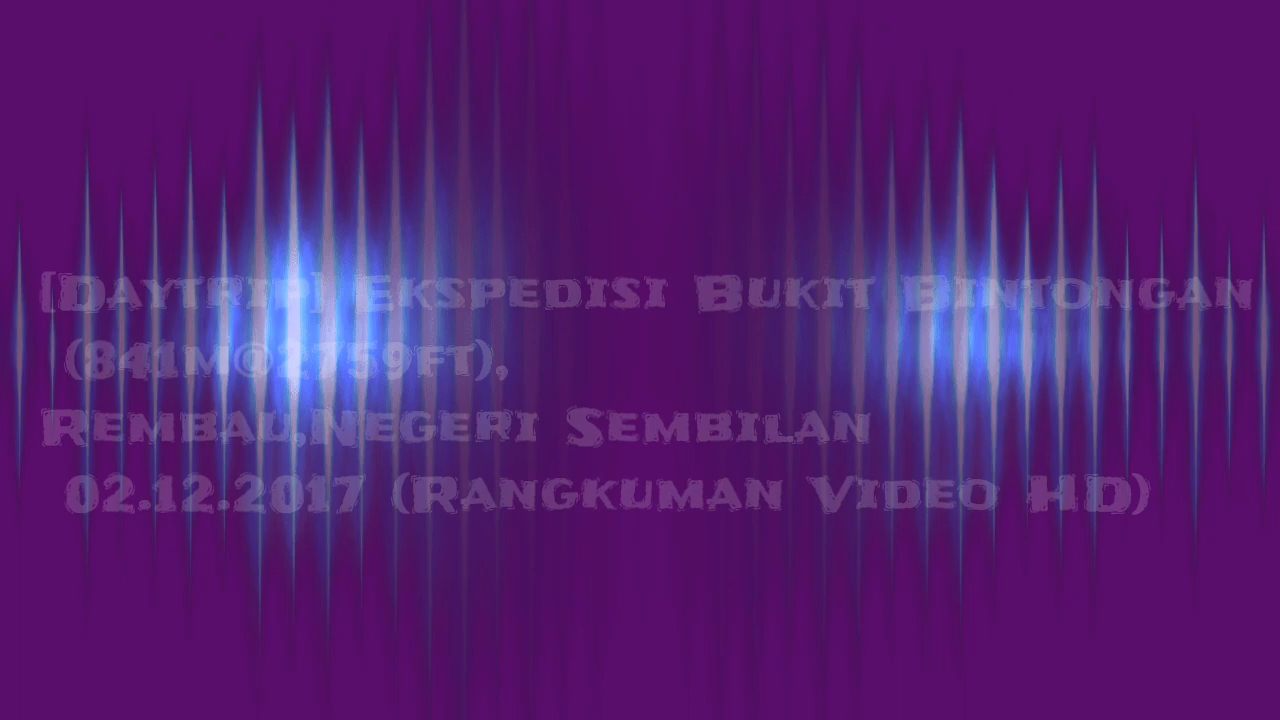 [Daytrip] Ekspedisi Bukit Bintongan
(841m@2759ft),
Rembau,Negeri Sembilan
02.12.2017 (Rangkuman Video HD)